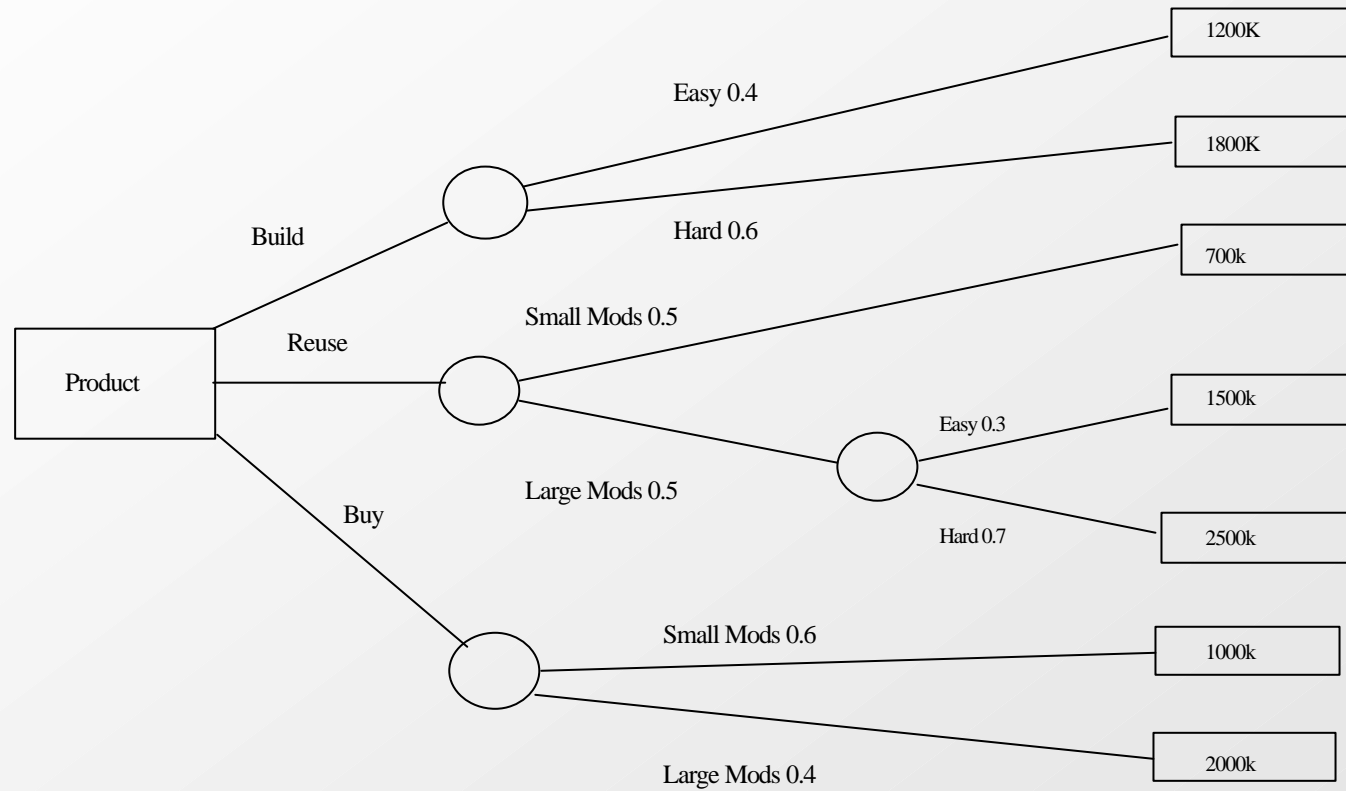 1200K
Easy 0.4
1800K
Build
Hard 0.6
700k
Small Mods 0.5
Reuse
Product
1500k
Easy 0.3
Large Mods 0.5
Buy
Hard 0.7
2500k
Small Mods 0.6
1000k
2000k
Large Mods 0.4